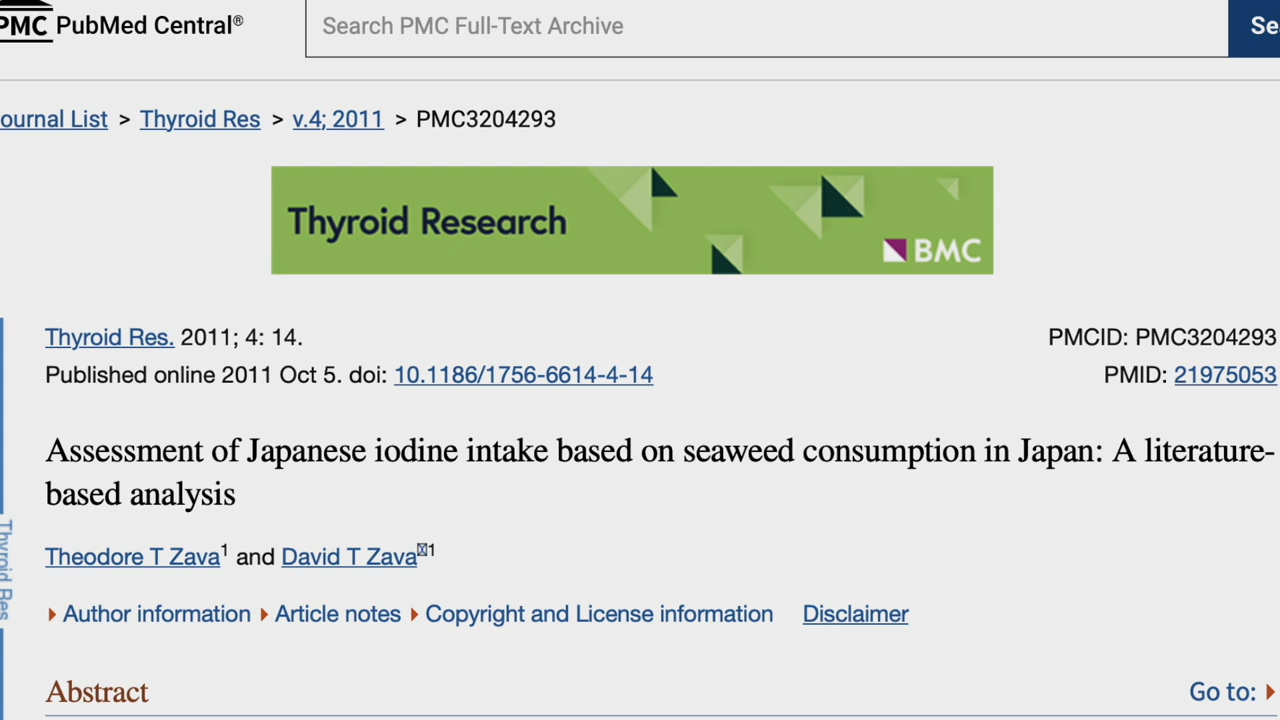 PMC PubMed Central®
Search PMC Full-Text Archive
Journal List > Thyroid Res > v.4; 2011 > PMC3204293
Thyroid Research
BMC
Thyroid Res. 2011; 4: 14.
PMCID: PMC3204293
Published online 2011 Oct 5. doi: 10.1186/1756-6614-4-14
PMID: 21975053
Assessment of Japanese iodine intake based on seaweed consumption in Japan: A literature-
based analysis
Theodore T Zava1 and David T Zava1
Author information Article notes Copyright and License information Disclaimer
Abstract
Go to:
Thyroid Res